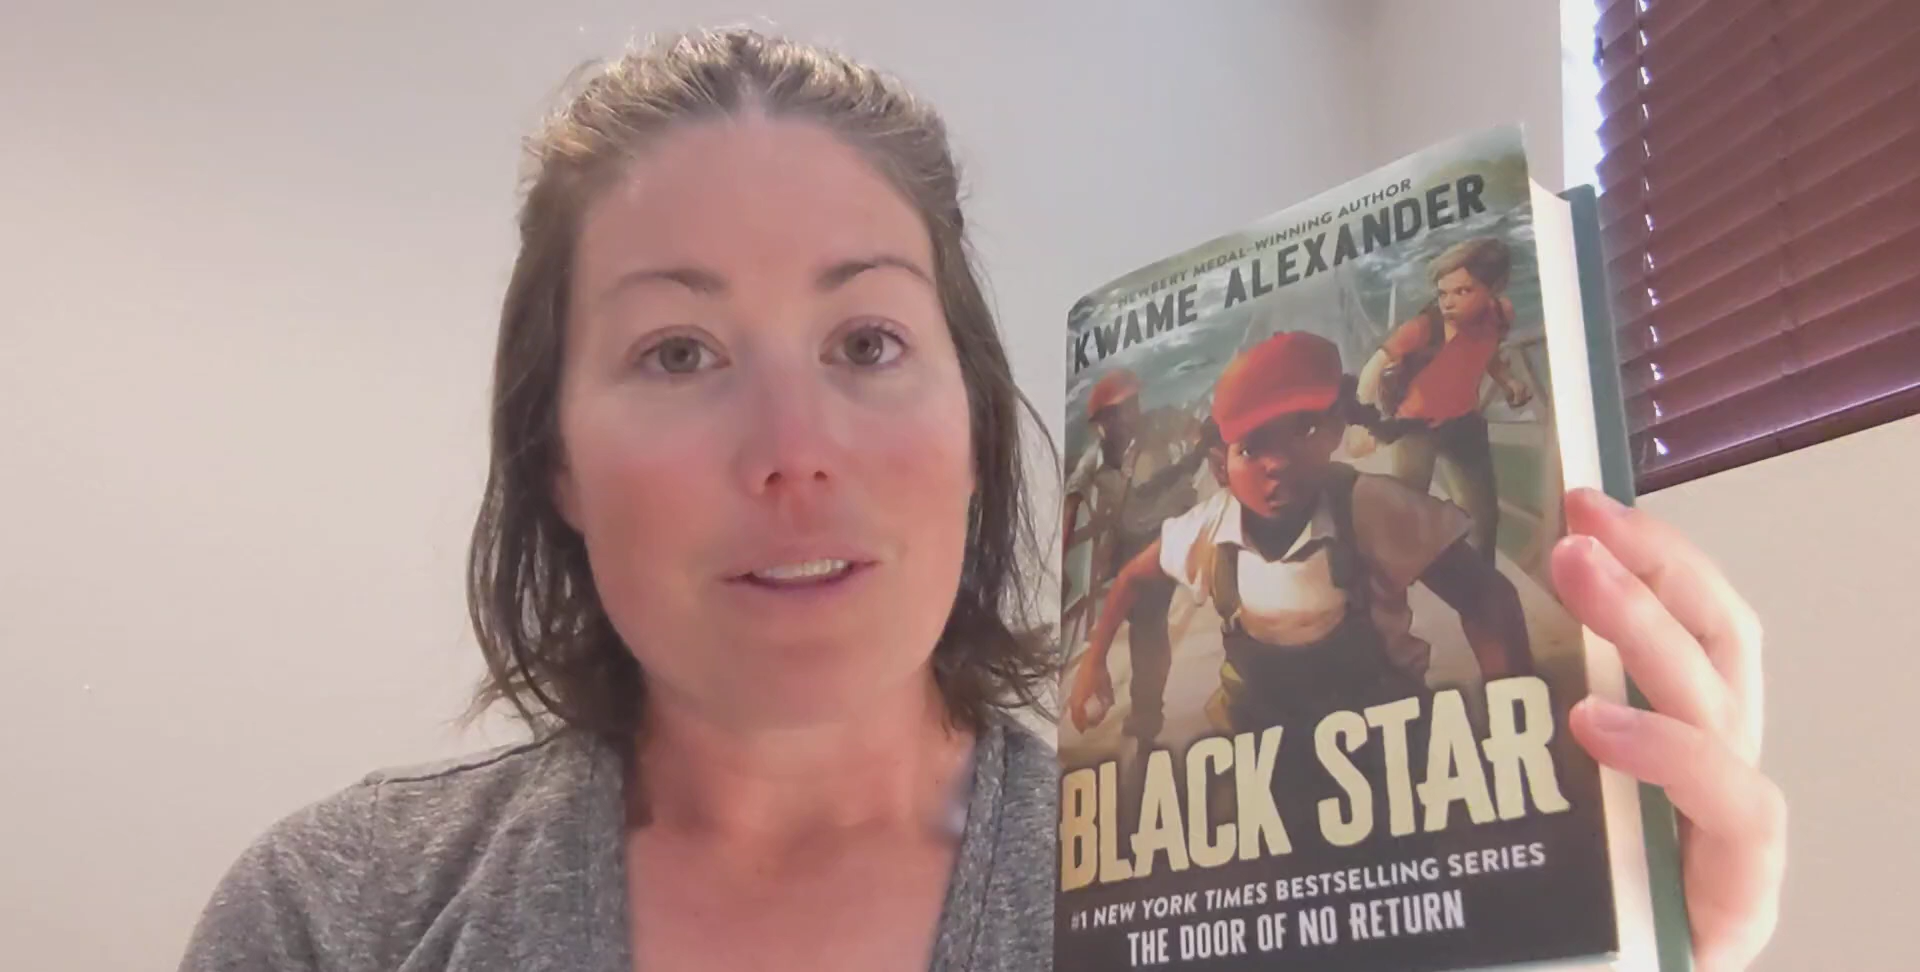 NEWBERY MEDAL-WINNING AUTHOR
KWAME ALEXANDER
BLACK STAR
#1 NEW YORK TIMES BESTSELLING SERIES
THE DOOR OF NO RETURN